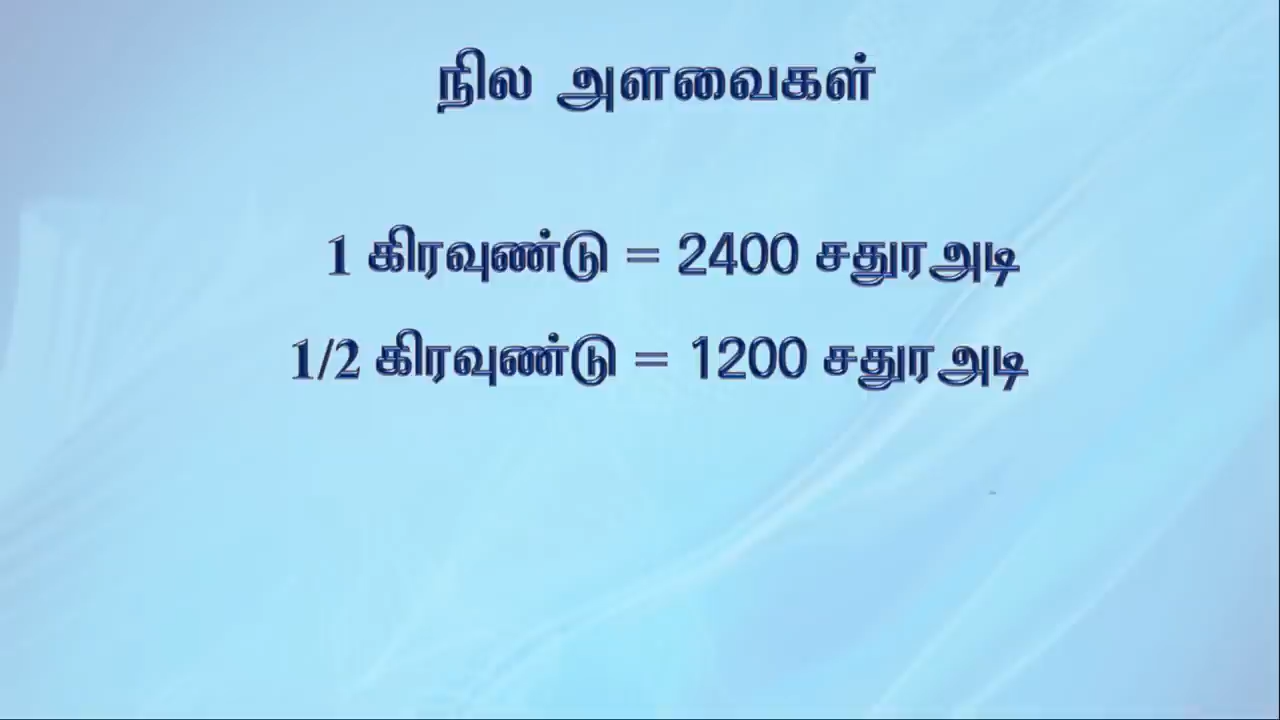 நில அளவைகள்
1 கிரவுண்டு = 2400 சதுரஅடி
1/2 கிரவுண்டு = 1200 சதுரஅடி